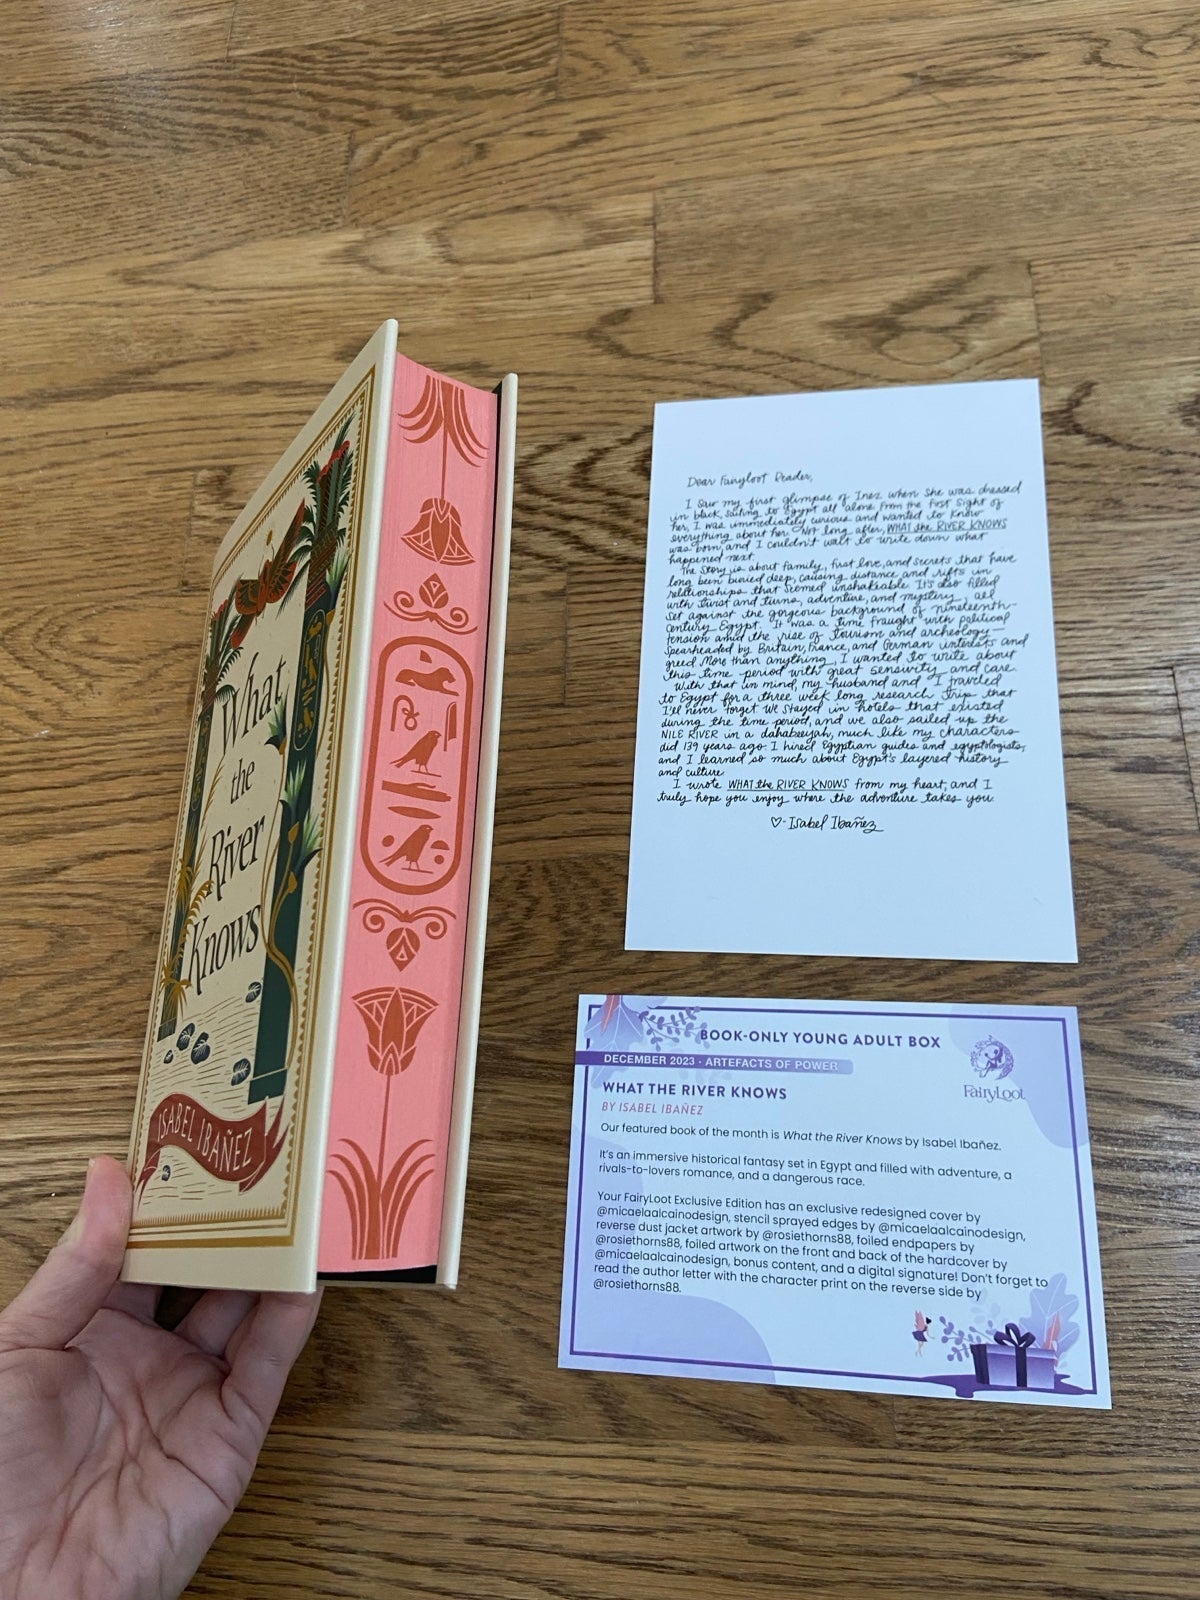 What
the
River
Knows
ISABEL IBAÑEZ
Dear Fairyloot Reader,
I saw my first glimpse of Inez when she was dressed
in black, sailing to Egypt all alone. From the first sight of
her, I was immediately curious and wanted to know
everything about her. Not long after, WHAT the RIVER KNOWS
was born, and I couldn't wait to write down what
happened next.
The story is about family, first love, and secrets that have
long been buried deep, causing distance and rifts in
relationships that seemed unshakeable. It's also filled
with twist and turns, adventure, and mystery, all
set against the gorgeous background of nineteenth-
century Egypt. It was a time fraught with political
tension amid the rise of tourism and archeology
spearheaded by Britain, France, and German interests and
greed. More than anything, I wanted to write about
this time period with great sensivity and care.
With that in mind, my husband and I traveled
to Egypt for a three week long research trip that
I'll never forget. We stayed in hotels that existed
during the time period, and we also sailed up the
NILE RIVER in a dahabeeyah, much like my characters
did 139 years ago. I hired Egyptian guides and egyptologists,
and I learned so much about Egypt's layered history
and culture.
I wrote WHAT the RIVER KNOWS from my heart, and I
truly hope you enjoy where the adventure takes you.
♡- Isabel Ibañez
BOOK-ONLY YOUNG ADULT BOX
DECEMBER 2023 · ARTEFACTS OF POWER
FairyLoot
WHAT THE RIVER KNOWS
BY ISABEL IBAÑEZ
Our featured book of the month is What the River Knows by Isabel Ibañez.
It's an immersive historical fantasy set in Egypt and filled with adventure, a
rivals-to-lovers romance, and a dangerous race.
Your FairyLoot Exclusive Edition has an exclusive redesigned cover by
@micaelaalcainodesign, stencil sprayed edges by @micaelaalcainodesign,
reverse dust jacket artwork by @rosiethorns88, foiled endpapers by
@rosiethorns88, foiled artwork on the front and back of the hardcover by
@micaelaalcainodesign, bonus content, and a digital signature! Don't forget to
read the author letter with the character print on the reverse side by
@rosiethorns88.